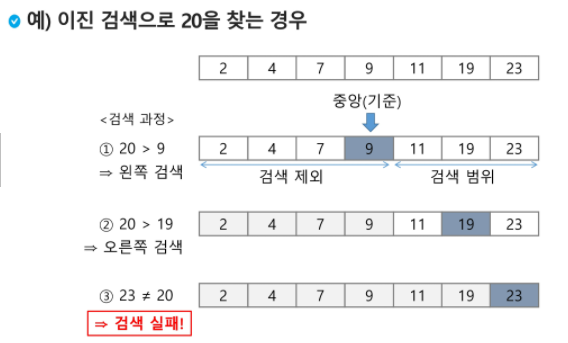 예) 이진 검색으로 20을 찾는 경우
2 4 7 9 11 19 23
중앙(기준)
<검색 과정>
① 20 > 9
⇒ 왼쪽 검색
2 4 7 9 11 19 23
검색 제외 검색 범위
② 20 > 19
⇒ 오른쪽 검색
2 4 7 9 11 19 23
③ 23 ≠ 20
⇒ 검색 실패!
2 4 7 9 11 19 23